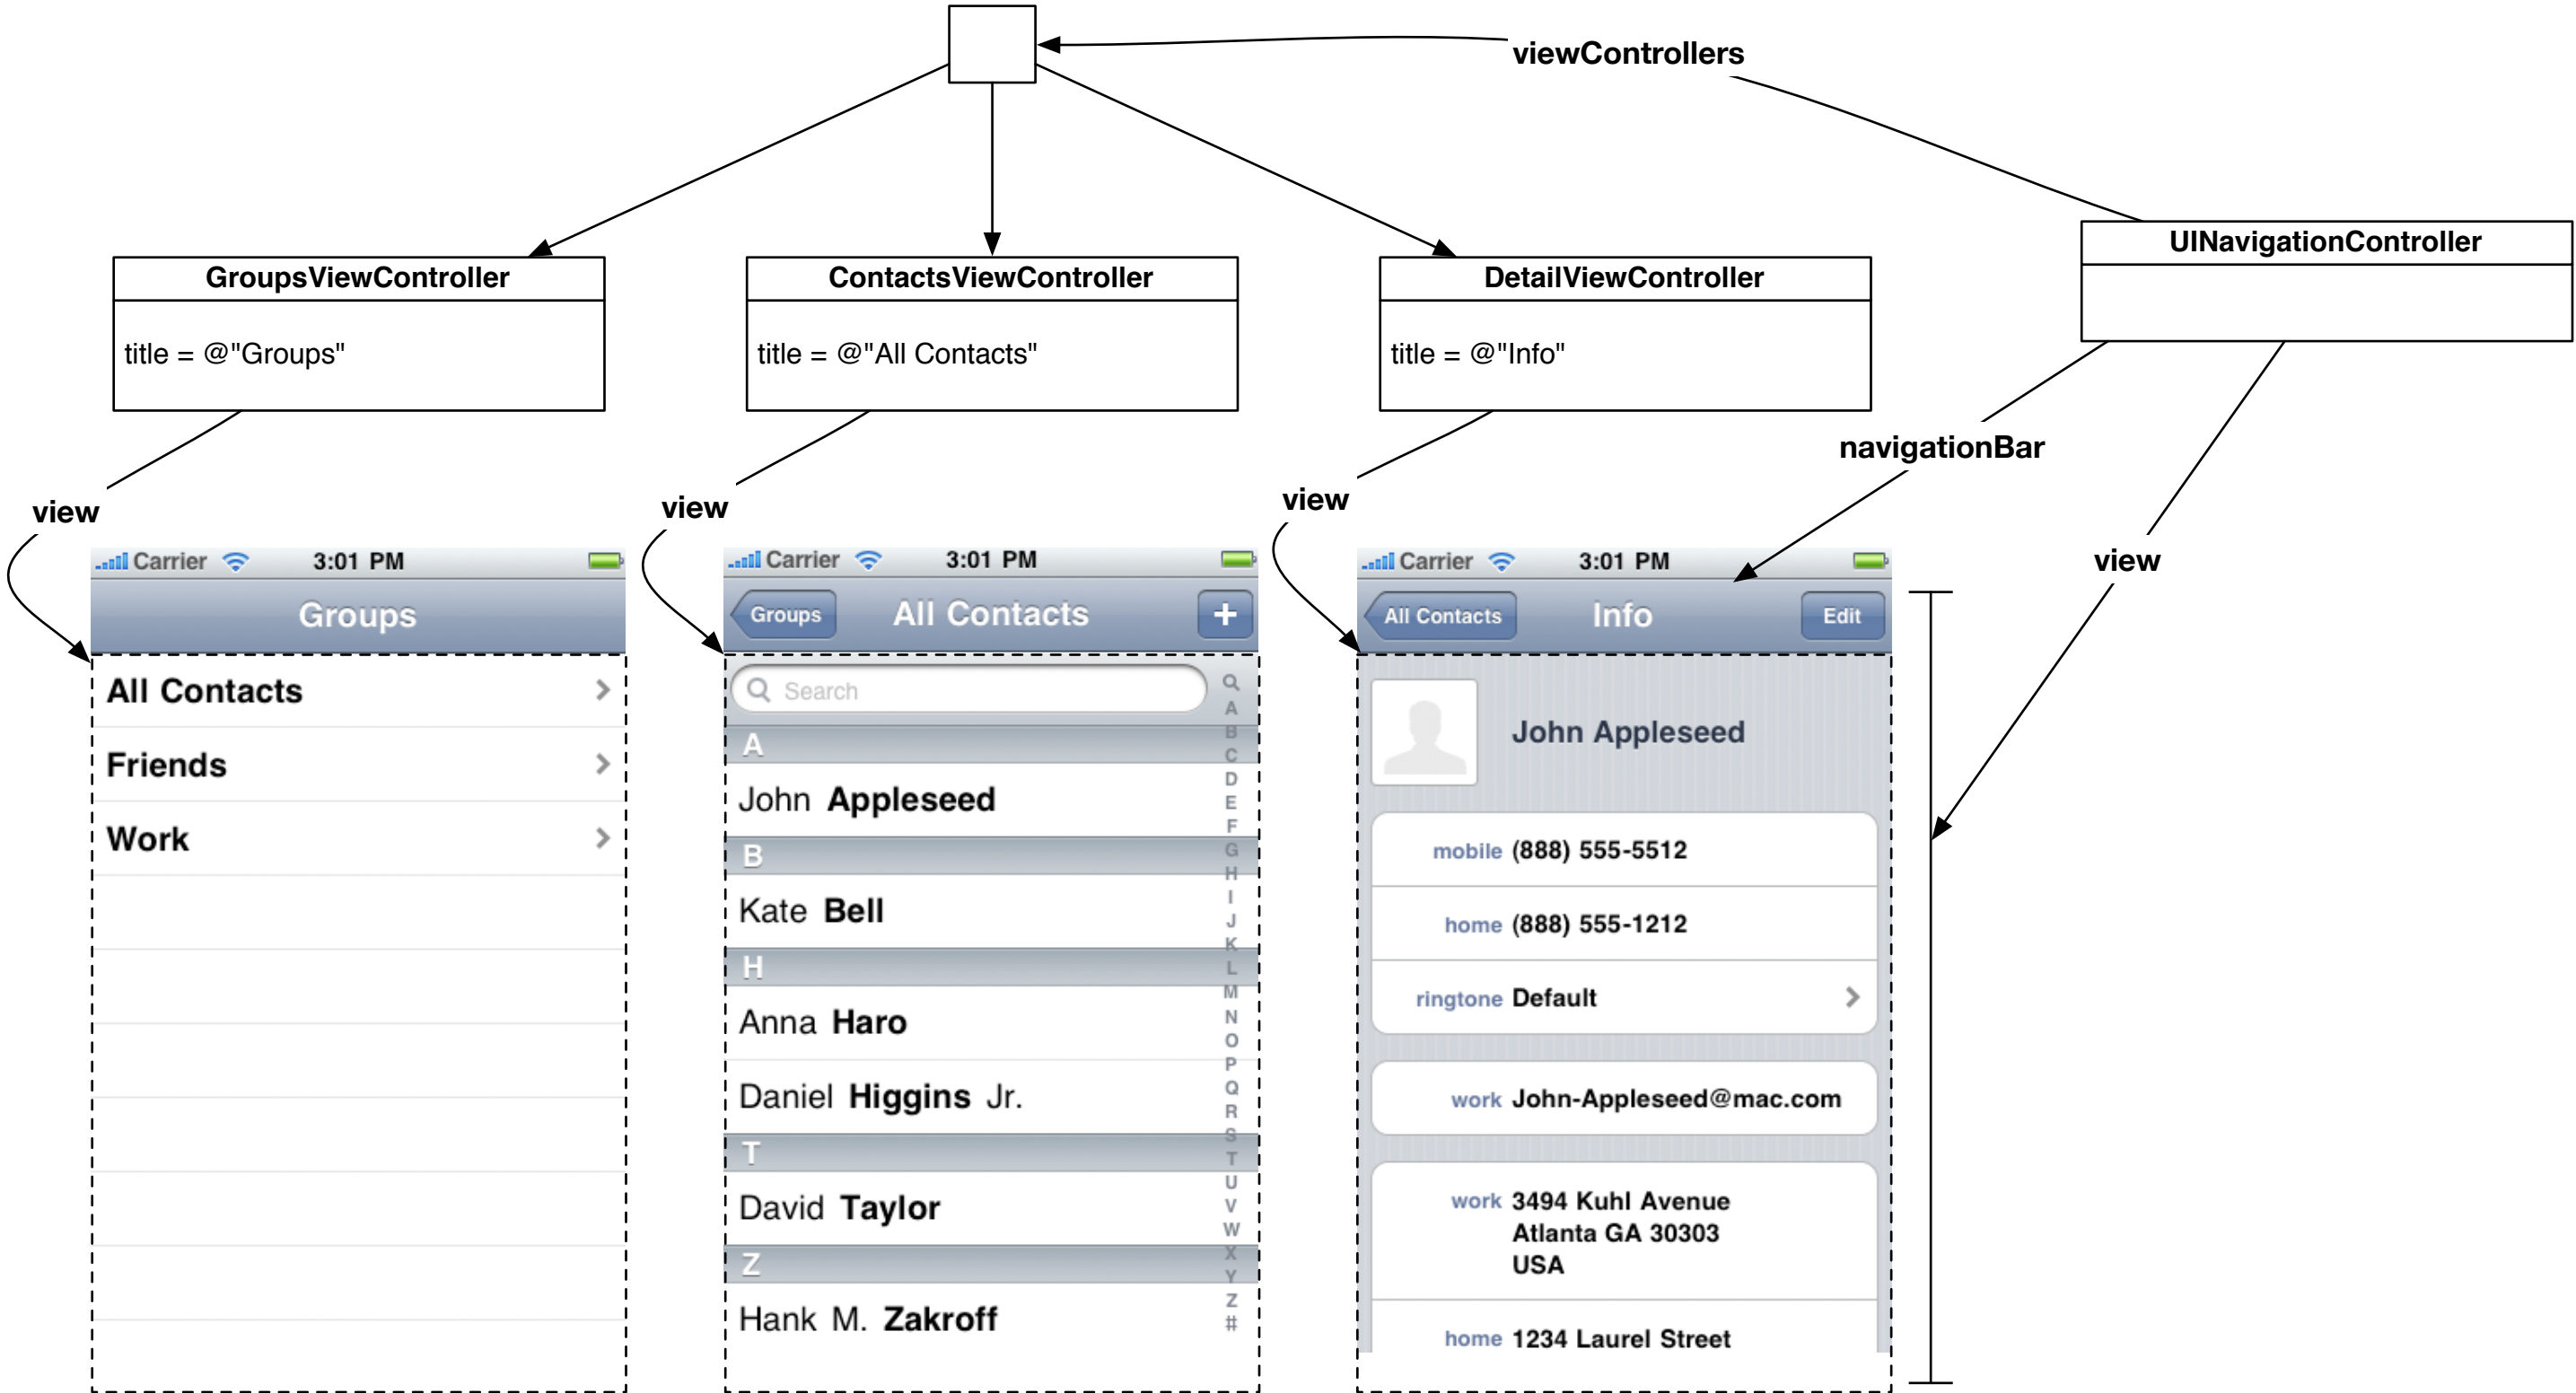 viewControllers
GroupsViewController
title = @"Groups"
ContactsViewController
title = @"All Contacts"
DetailViewController
title = @"Info"
UINavigationController
navigationBar
view
view
view
view
Carrier 3:01 PM
Groups
All Contacts
Friends
Work
Carrier 3:01 PM
Groups All Contacts +
Search
A
John Appleseed
B
Kate Bell
H
Anna Haro
Daniel Higgins Jr.
T
David Taylor
Z
Hank M. Zakroff
A
B
C
D
E
F
G
H
I
J
K
L
M
N
O
P
Q
R
S
T
U
V
W
X
Y
Z
#
Carrier 3:01 PM
All Contacts Info Edit
John Appleseed
mobile (888) 555-5512
home (888) 555-1212
ringtone Default
work John-Appleseed@mac.com
work 3494 Kuhl Avenue
Atlanta GA 30303
USA
home 1234 Laurel Street